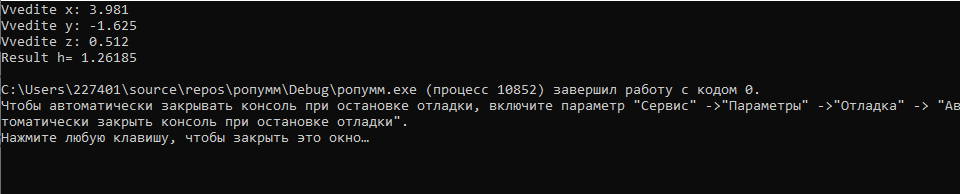 Vvedite x: 3.981
Vvedite y: -1.625
Vvedite z: 0.512
Result h= 1.26185
C:\Users\227401\source\repos\ропумм\Debug\ропумм.exe (процесс 10852) завершил работу с кодом 0.
Чтобы автоматически закрывать консоль при остановке отладки, включите параметр "Сервис" ->"Параметры" ->"Отладка" -> "Ав
томатически закрыть консоль при остановке отладки".
Нажмите любую клавишу, чтобы закрыть это окно…